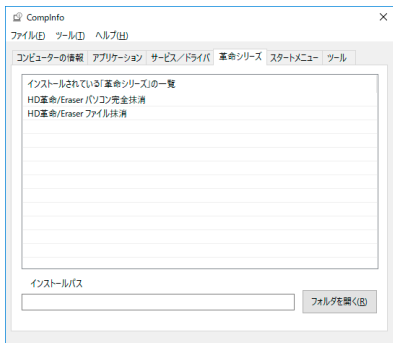 CompInfo
ファイル(F) ツール(T) ヘルプ(H)
コンピューターの情報 アプリケーション サービス／ドライバ 革命シリーズ スタートメニュー ツール
インストールされている「革命シリーズ」の一覧
HD革命/Eraser パソコン完全抹消
HD革命/Eraser ファイル抹消
インストールパス
フォルダを開く(R)